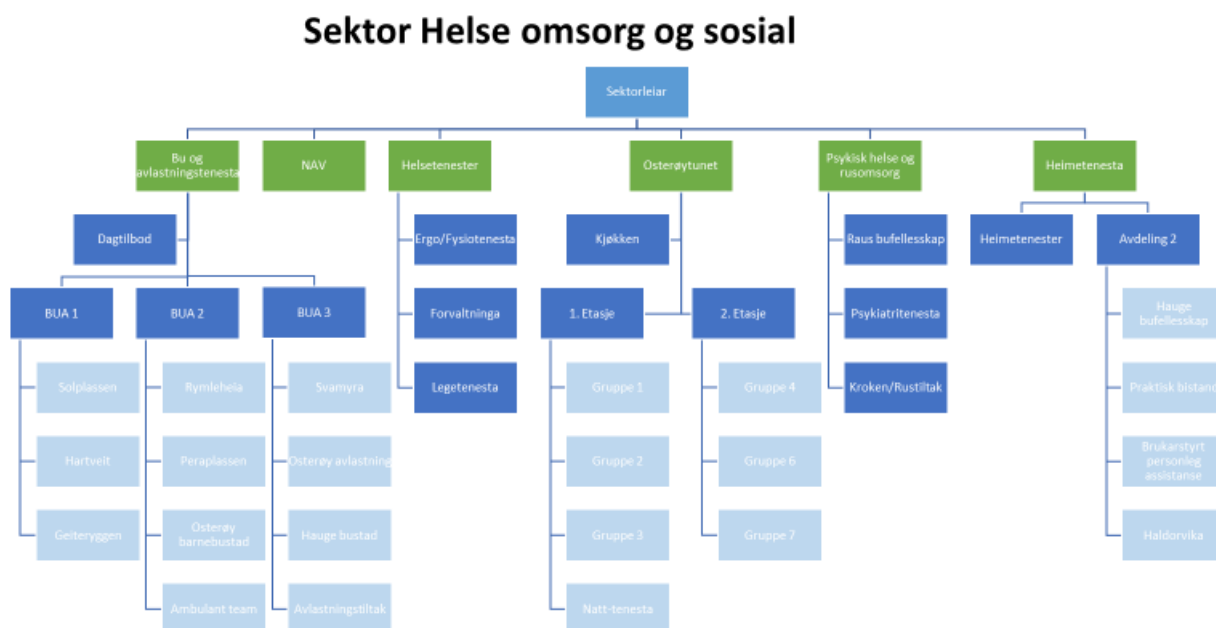 Sektor Helse omsorg og sosial
Sektorleiar
Bu og
avlastningstenesta
NAV
Helsetenester
Osterøytunet
Psykisk helse og
rusomsorg
Heimetenesta
Dagtilbod
Ergo/Fysiotenesta
Kjøkken
Raus bufellesskap
Heimetenester
Avdeling 2
BUA 1
BUA 2
BUA 3
Forvaltninga
1. Etasje
2. Etasje
Psykiatritenesta
Hauge
bufellesskap
Solplassen
Rymleheia
Svamyra
Legetenesta
Gruppe 1
Gruppe 4
Kroken/Rustiltak
Praktisk bistand
Hartveit
Peraplassen
Osterøy avlastning
Gruppe 2
Gruppe 6
Brukarstyrt
personleg
assistanse
Geiteryggen
Osterøy
barnebustad
Hauge bustad
Gruppe 3
Gruppe 7
Haldorvika
Ambulant team
Avlastningstiltak
Natt-tenesta